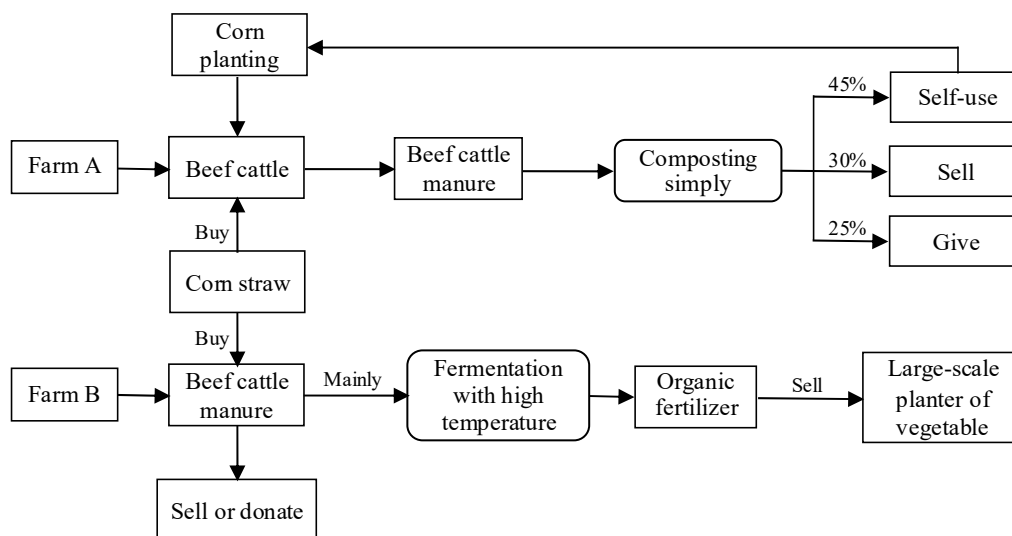 Corn
planting
45%
Self-use
Farm A
Beef cattle
Beef cattle
manure
Composting
simply
30%
Sell
Buy
25%
Give
Corn straw
Buy
Farm B
Beef cattle
manure
Mainly
Fermentation
with high
temperature
Organic
fertilizer
Sell
Large-scale
planter of
vegetable
Sell or donate